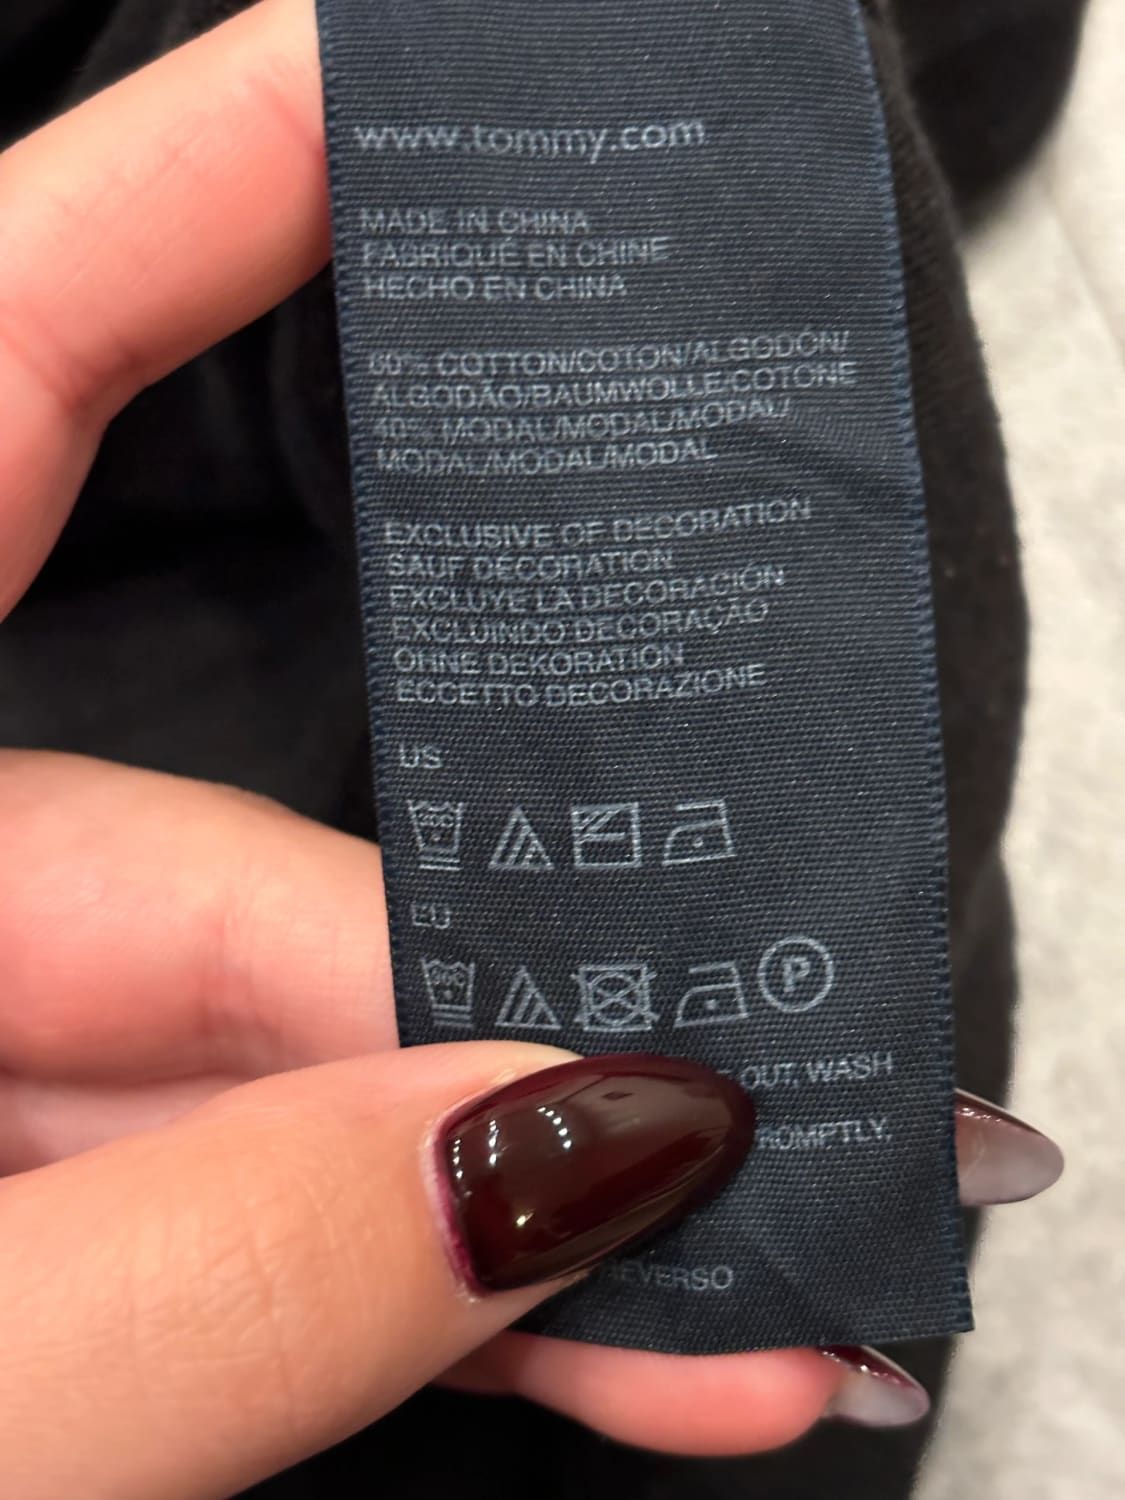 www.tommy.com
MADE IN CHINA
FABRIQUÉ EN CHINE
HECHO EN CHINA
60% COTTON/COTON/ALGODÓN/
ALGODÃO/BAUMWOLLE/COTONE
40% MODAL/MODAL/MODAL/
MODAL/MODAL/MODAL
EXCLUSIVE OF DECORATION
SAUF DÉCORATION
EXCLUYE LA DECORACIÓN
EXCLUINDO DECORAÇÃO
OHNE DEKORATION
ECCETTO DECORAZIONE
US
EU
P
OUT, WASH
REVERSO